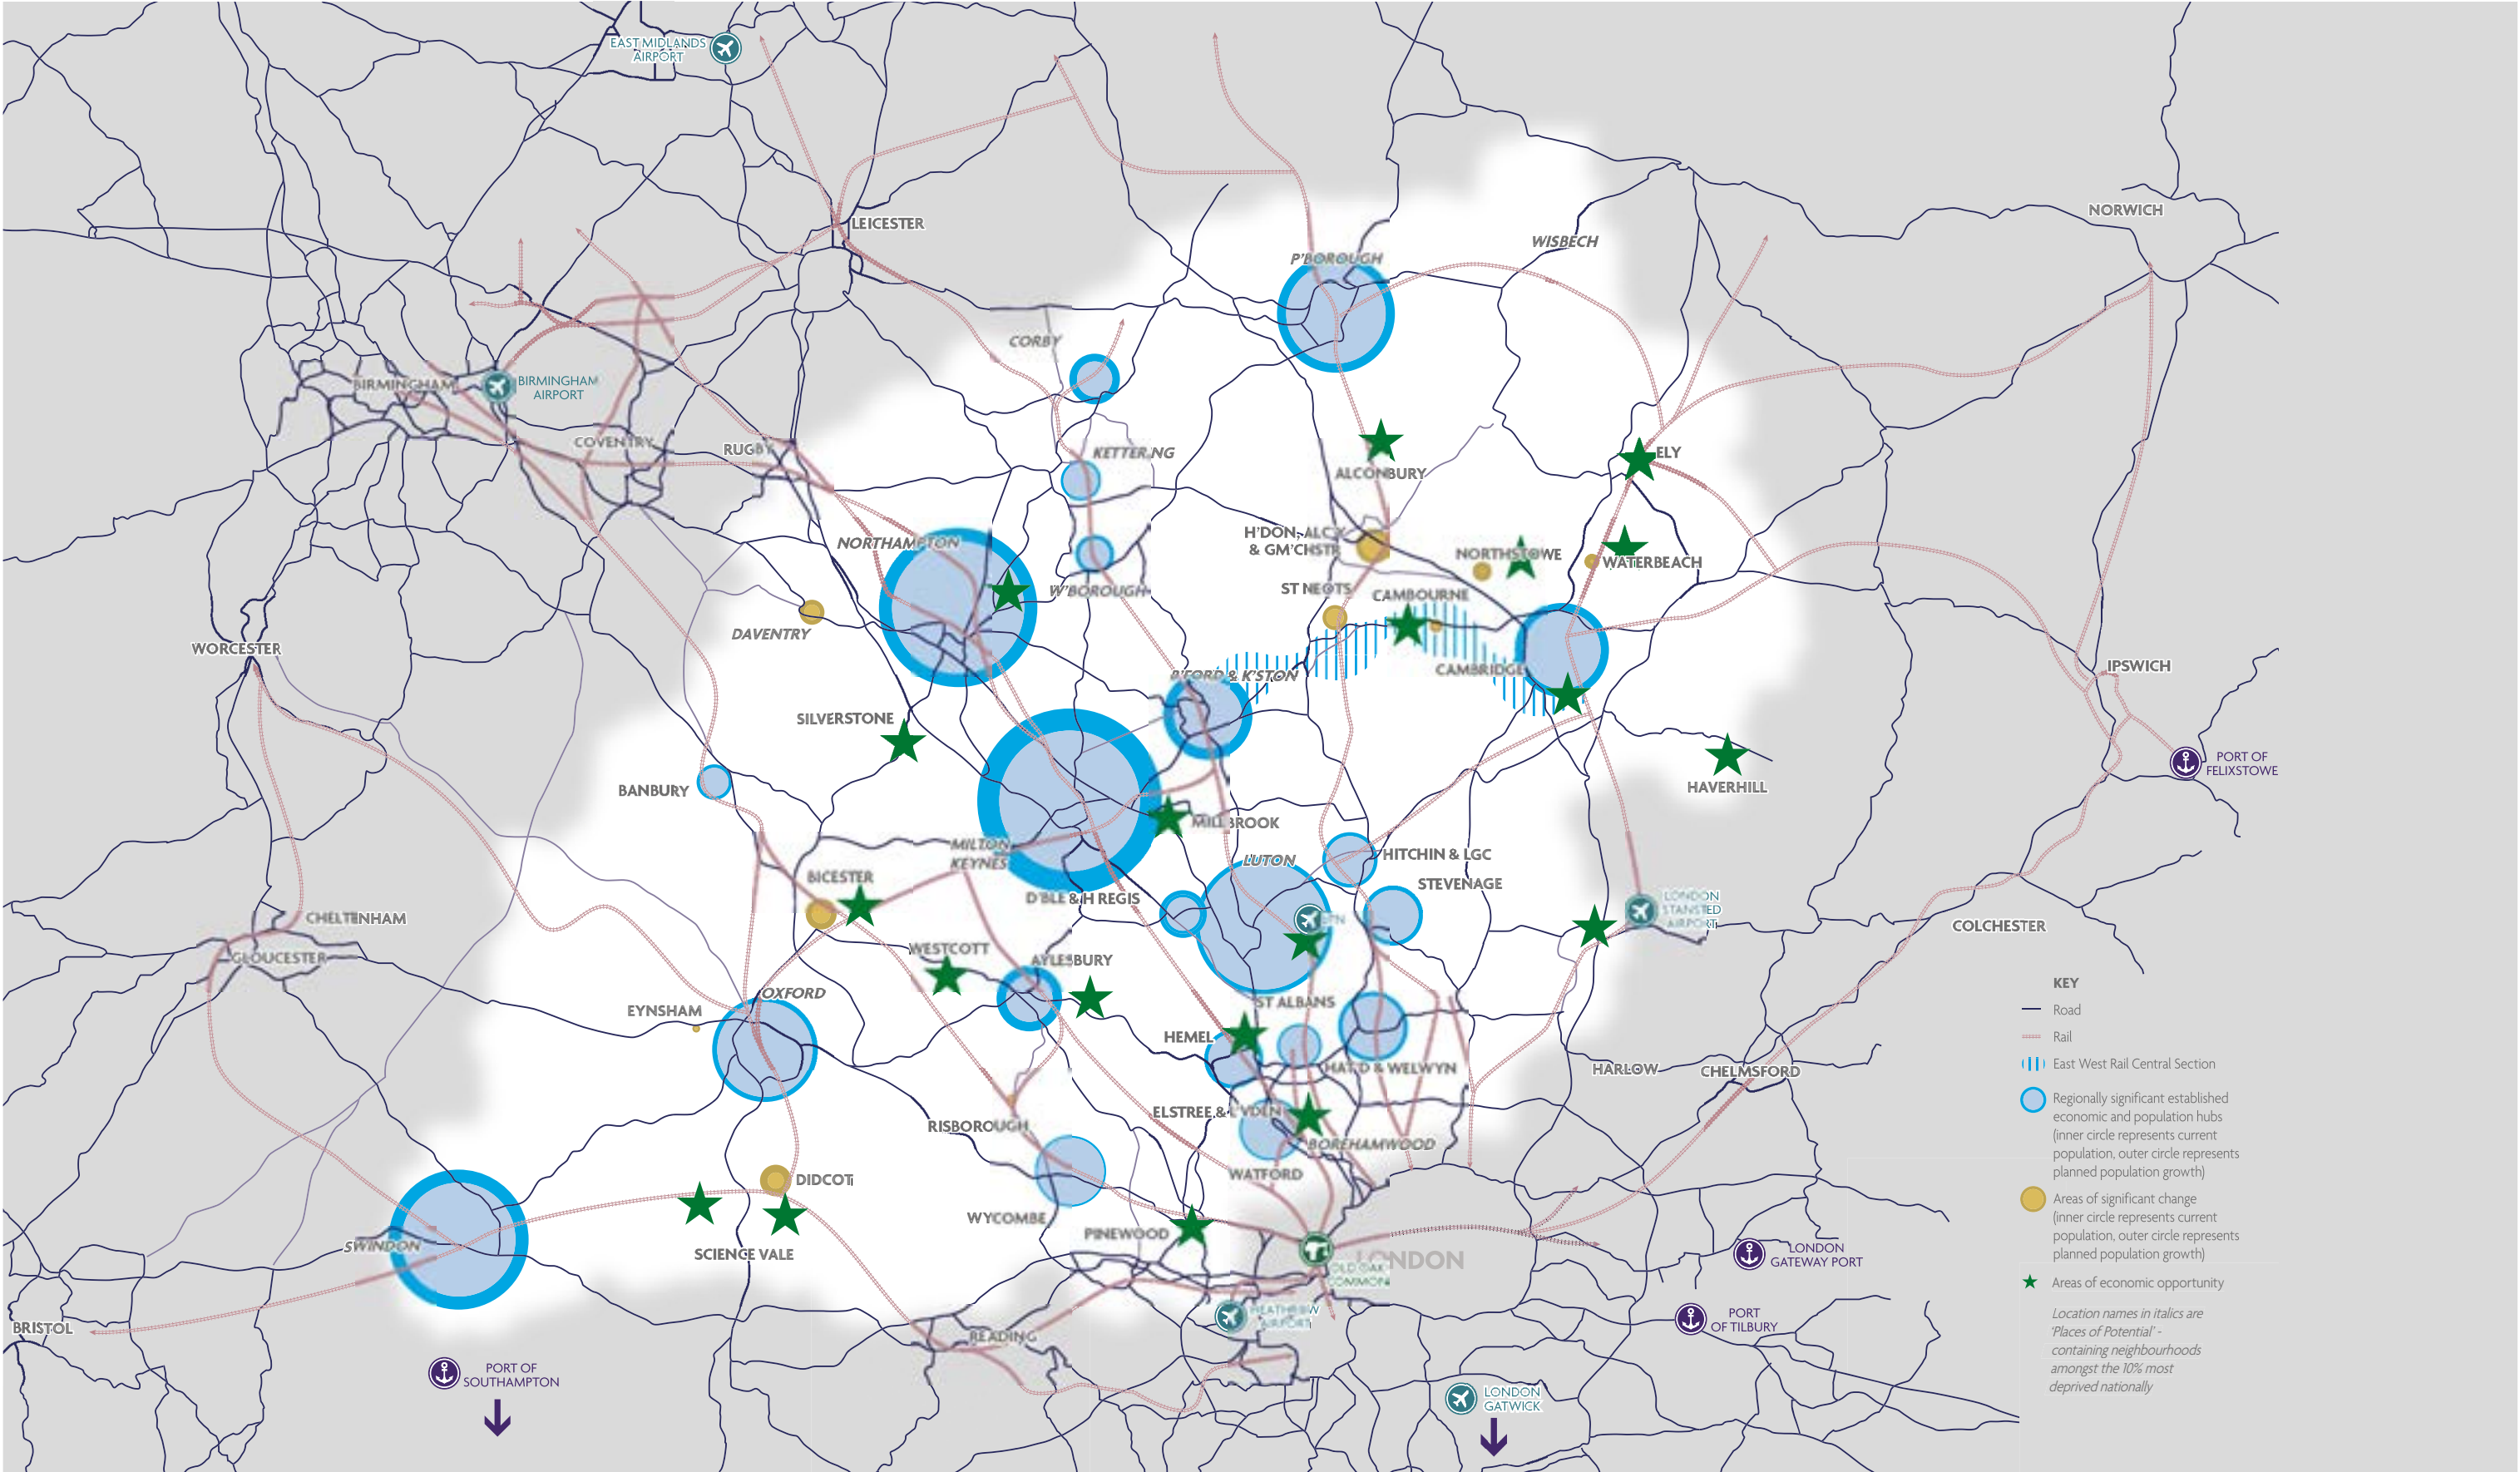 EAST MIDLANDS
AIRPORT
LEICESTER
NORWICH
WISBECH
P'BOROUGH
CORBY
BIRMINGHAM
BIRMINGHAM
AIRPORT
COVENTRY
RUGBY
KETTERING
ALCONBURY
ELY
NORTHAMPTON
H'DON, ALC'Y
& GM'CHSTR
NORTHSTOWE
WATERBEACH
W'BOROUGH
ST NEOTS
CAMBOURNE
DAVENTRY
WORCESTER
CAMBRIDGE
B'FORD & K'STON
IPSWICH
SILVERSTONE
PORT OF
FELIXSTOWE
BANBURY
HAVERHILL
MILLBROOK
MILTON
KEYNES
LUTON
HITCHIN & LGC
BICESTER
STEVENAGE
D'BLE & H REGIS
LONDON
STANSTED
AIRPORT
CHELTENHAM
COLCHESTER
GLOUCESTER
WESTCOTT
AYLESBURY
OXFORD
ST ALBANS
EYNSHAM
HEMEL
HAT'D & WELWYN
HARLOW
CHELMSFORD
ELSTREE & L'VDEN
RISBOROUGH
BOREHAMWOOD
WATFORD
DIDCOT
WYCOMBE
PINEWOOD
SWINDON
SCIENCE VALE
LONDON
OLD OAK
COMMON
LONDON
GATEWAY PORT
HEATHROW
AIRPORT
PORT
OF TILBURY
BRISTOL
READING
PORT OF
SOUTHAMPTON
LONDON
GATWICK
KEY
Road
Rail
East West Rail Central Section
Regionally significant established
economic and population hubs
(inner circle represents current
population, outer circle represents
planned population growth)
Areas of significant change
(inner circle represents current
population, outer circle represents
planned population growth)
Areas of economic opportunity
Location names in italics are
'Places of Potential' -
containing neighbourhoods
amongst the 10% most
deprived nationally